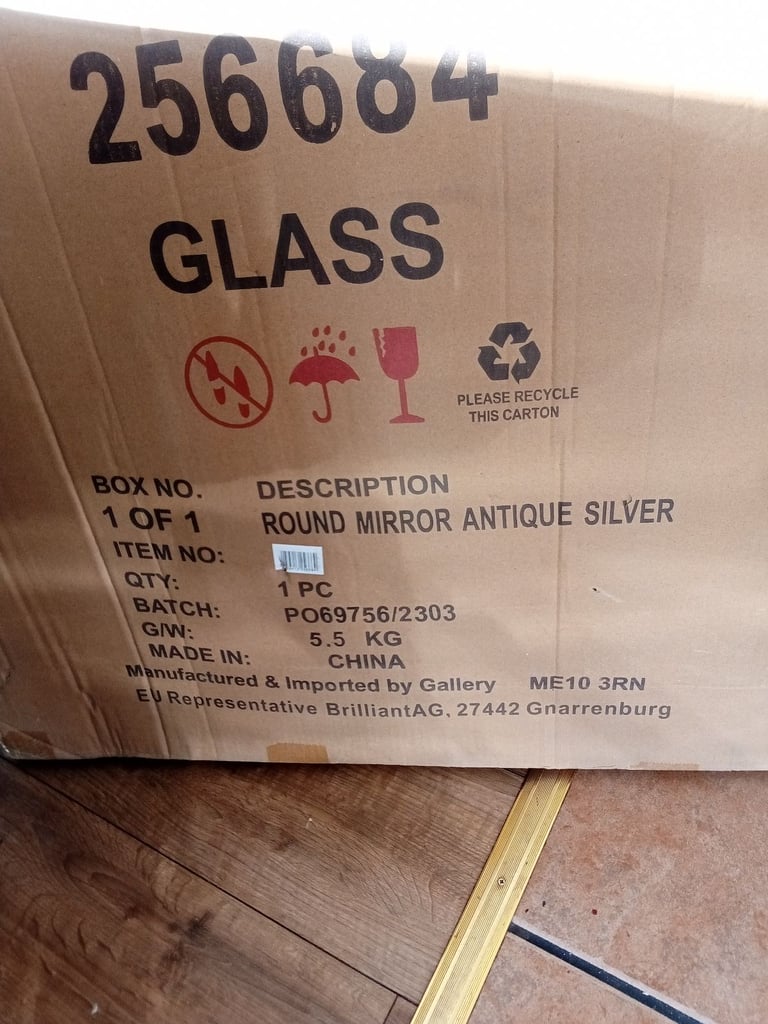 256684
GLASS
PLEASE RECYCLE
THIS CARTON
BOX NO. DESCRIPTION
1 OF 1 ROUND MIRROR ANTIQUE SILVER
ITEM NO:
QTY: 1 PC
BATCH: PO69756/2303
G/W: 5.5 KG
MADE IN: CHINA
Manufactured & Imported by Gallery ME10 3RN
EU Representative BrilliantAG, 27442 Gnarrenburg